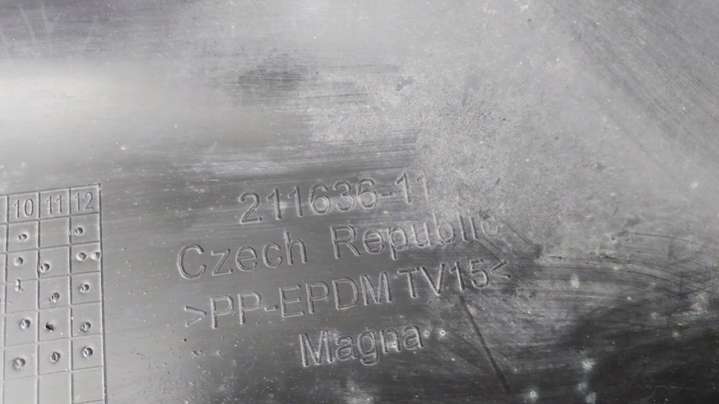 10 11 12
211636-11
Czech Republic
>PP-EPDM TV15<
Magna